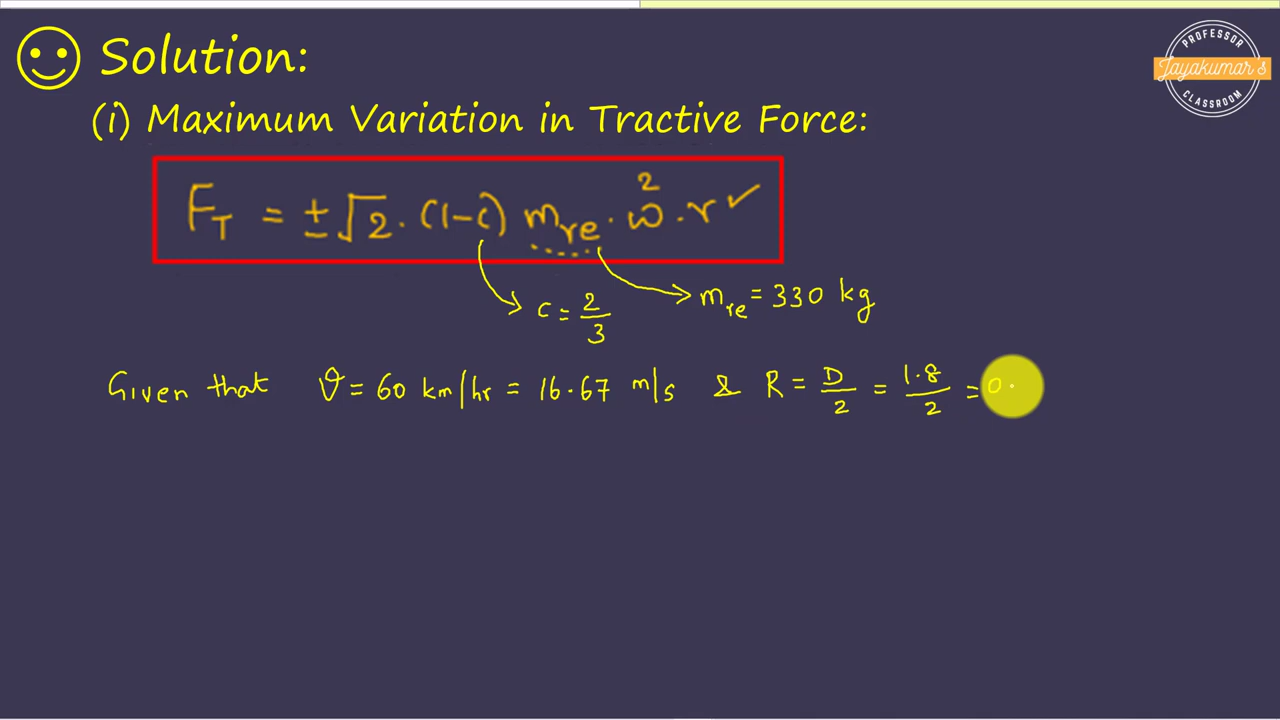 Solution:
PROFESSOR
Jayakumar's
CLASSROOM
(i) Maximum Variation in Tractive Force:
F_T = ±√2 . (1-c) m_re . ω² . r ✓
c = 2/3
m_re = 330 kg
Given that ϑ = 60 km/hr = 16.67 m/s & R = D/2 = 1.8/2 = 0.